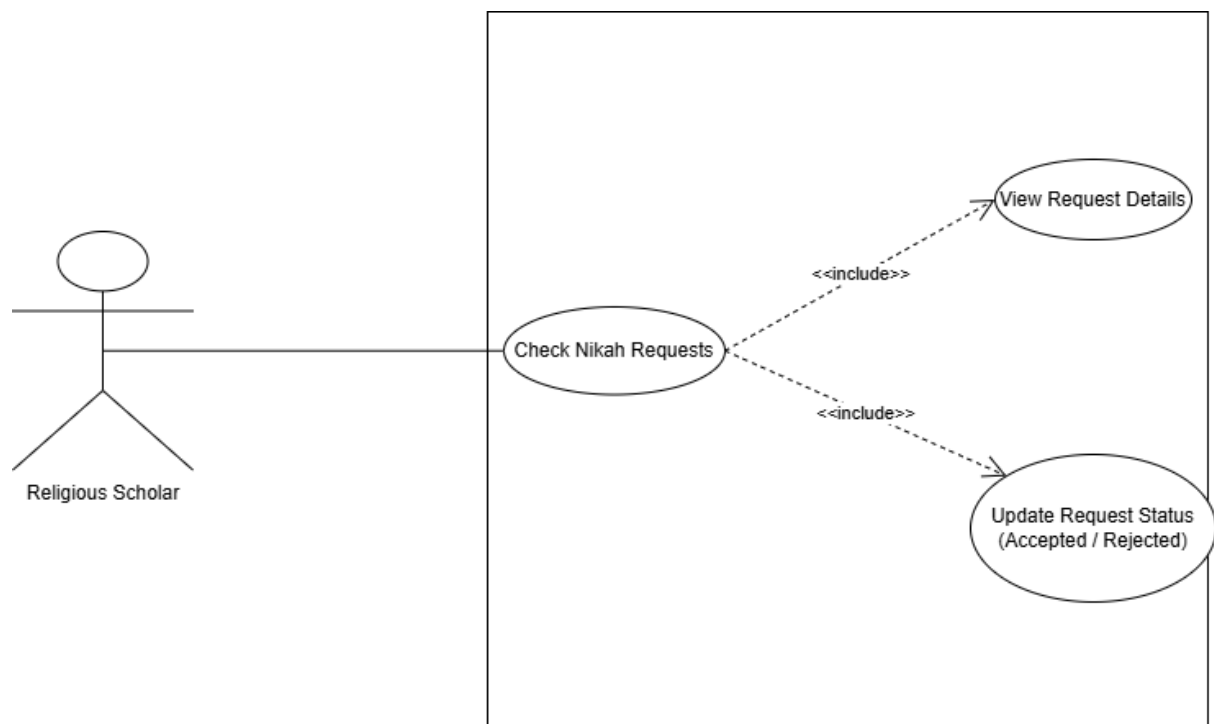 View Request Details
<<include>>
Check Nikah Requests
<<include>>
Religious Scholar
Update Request Status
(Accepted / Rejected)